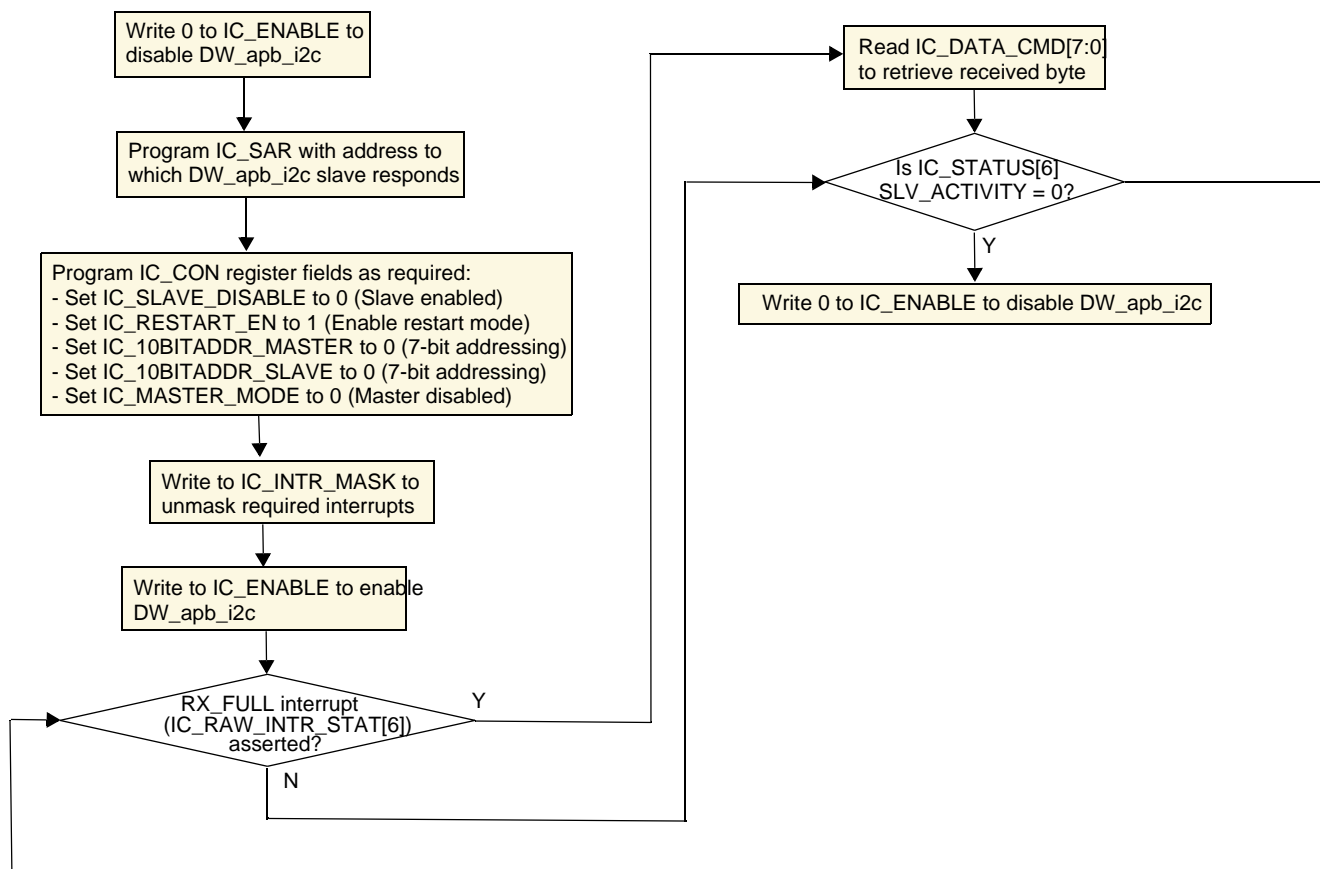 Write 0 to IC_ENABLE to
disable DW_apb_i2c
Program IC_SAR with address to
which DW_apb_i2c slave responds
Program IC_CON register fields as required:
- Set IC_SLAVE_DISABLE to 0 (Slave enabled)
- Set IC_RESTART_EN to 1 (Enable restart mode)
- Set IC_10BITADDR_MASTER to 0 (7-bit addressing)
- Set IC_10BITADDR_SLAVE to 0 (7-bit addressing)
- Set IC_MASTER_MODE to 0 (Master disabled)
Write to IC_INTR_MASK to
unmask required interrupts
Write to IC_ENABLE to enable
DW_apb_i2c
RX_FULL interrupt
(IC_RAW_INTR_STAT[6])
asserted?
Y
N
Read IC_DATA_CMD[7:0]
to retrieve received byte
Is IC_STATUS[6]
SLV_ACTIVITY = 0?
Y
Write 0 to IC_ENABLE to disable DW_apb_i2c